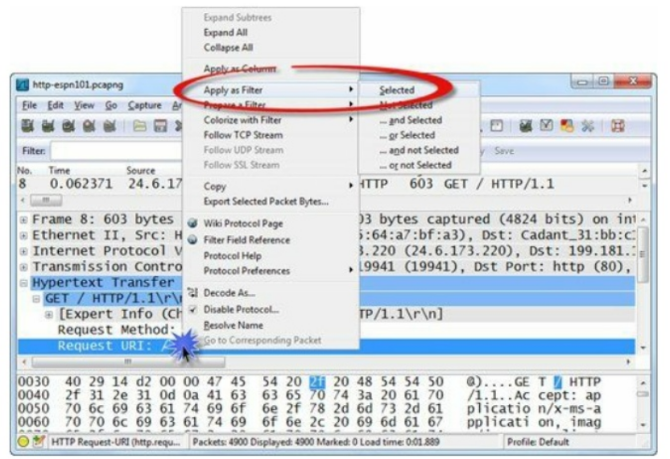 Expand Subtrees
Expand All
Collapse All
Apply as Column
Apply as Filter
Selected
Prepare a Filter
Not Selected
Colorize with Filter
... and Selected
Follow TCP Stream
... or Selected
Follow UDP Stream
... and not Selected
Follow SSL Stream
... or not Selected
Copy
Export Selected Packet Bytes...
Wiki Protocol Page
Filter Field Reference
Protocol Help
Protocol Preferences
Decode As...
Disable Protocol...
Resolve Name
Go to Corresponding Packet
http-espn101.pcapng
File Edit View Go Capture
Filter: Save
No. Time Source
8 0.062371 24.6.17 HTTP 603 GET / HTTP/1.1
Frame 8: 603 bytes 03 bytes captured (4824 bits) on
Ethernet II, Src: 5:64:a7:bf:a3), Dst: Cadant_31:bb:c
Internet Protocol V 3.220 (24.6.173.220), Dst: 199.181.
Transmission Contro 19941 (19941), Dst Port: http (80),
Hypertext Transfer
GET / HTTP/1.1\r\
[Expert Info (Ch TP/1.1\r\n]
Request Method:
Request URI: /
0030 40 29 14 d2 00 00 47 45 54 20 2f 20 48 54 54 50 @)....GE T / HTTP
0040 2f 31 2e 31 0d 0a 41 63 63 65 70 74 3a 20 61 70 /1.1..Ac cept: ap
0050 70 6c 69 63 61 74 69 6f 6e 2f 78 2d 6d 73 2d 61 plicatio n/x-ms-a
0060 70 70 6c 69 63 61 74 69 6f 6e 2c 20 69 6d 61 67 pplicati on, imag
HTTP Request-URI (http.requ... Packets: 4900 Displayed: 4900 Marked: 0 Load time: 0:01.889 Profile: Default